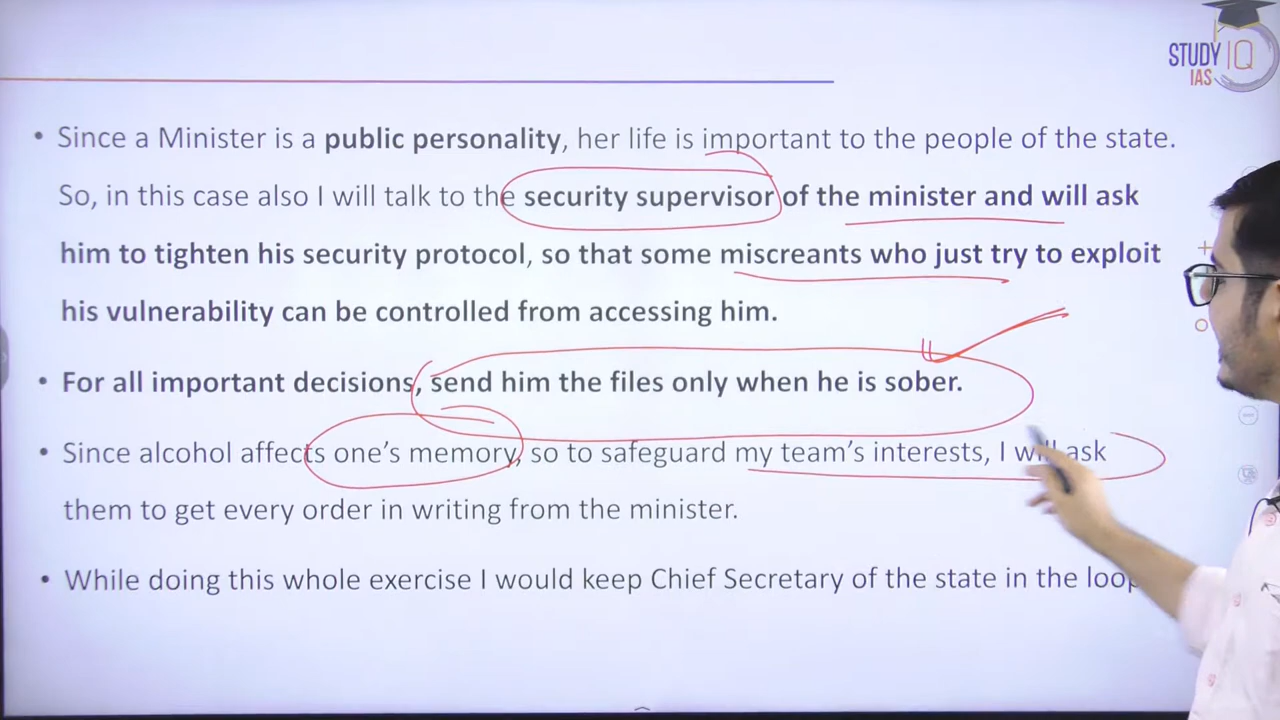 STUDY IQ
IAS
• Since a Minister is a public personality, her life is important to the people of the state.
So, in this case also I will talk to the security supervisor of the minister and will ask
him to tighten his security protocol, so that some miscreants who just try to exploit
his vulnerability can be controlled from accessing him.
• For all important decisions, send him the files only when he is sober.
• Since alcohol affects one's memory, so to safeguard my team's interests, I will ask
them to get every order in writing from the minister.
• While doing this whole exercise I would keep Chief Secretary of the state in the loop